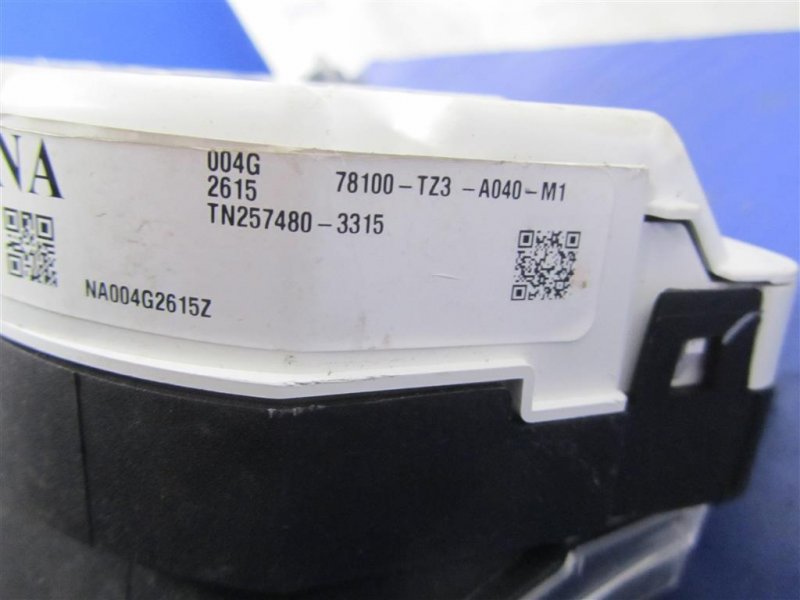 NA
004G
2615 78100-TZ3 -A040-M1
TN257480-3315
NA004G2615Z